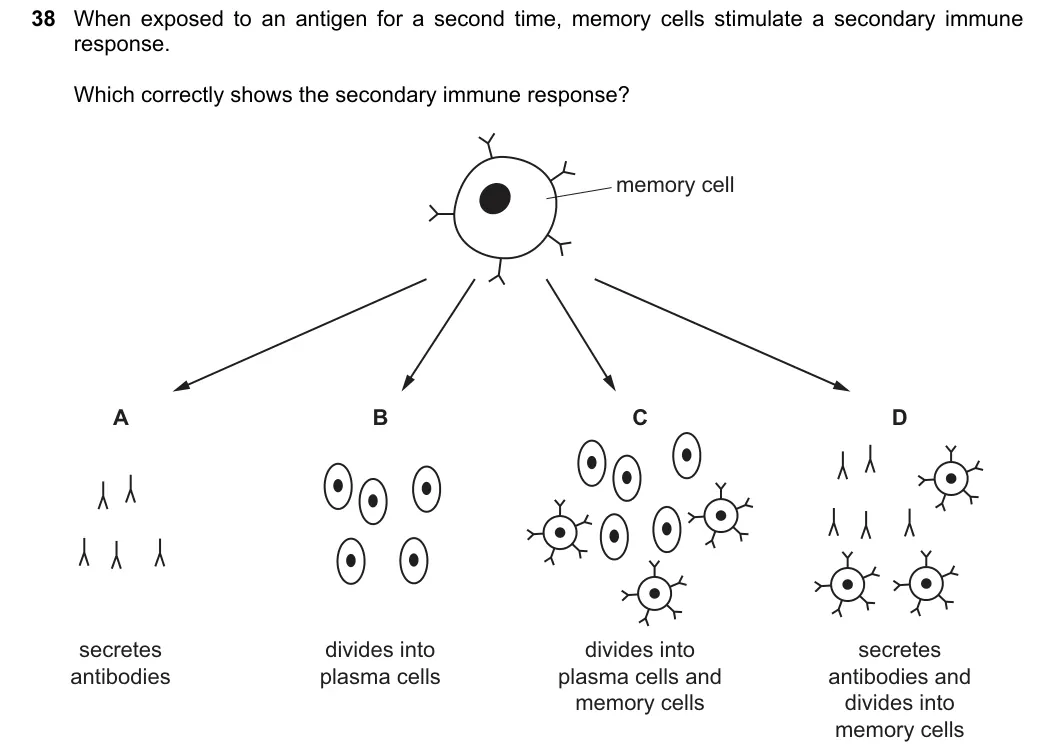 38 When exposed to an antigen for a second time, memory cells stimulate a secondary immune
response.
Which correctly shows the secondary immune response?
memory cell
A
B
C
D
secretes
antibodies
divides into
plasma cells
divides into
plasma cells and
memory cells
secretes
antibodies and
divides into
memory cells